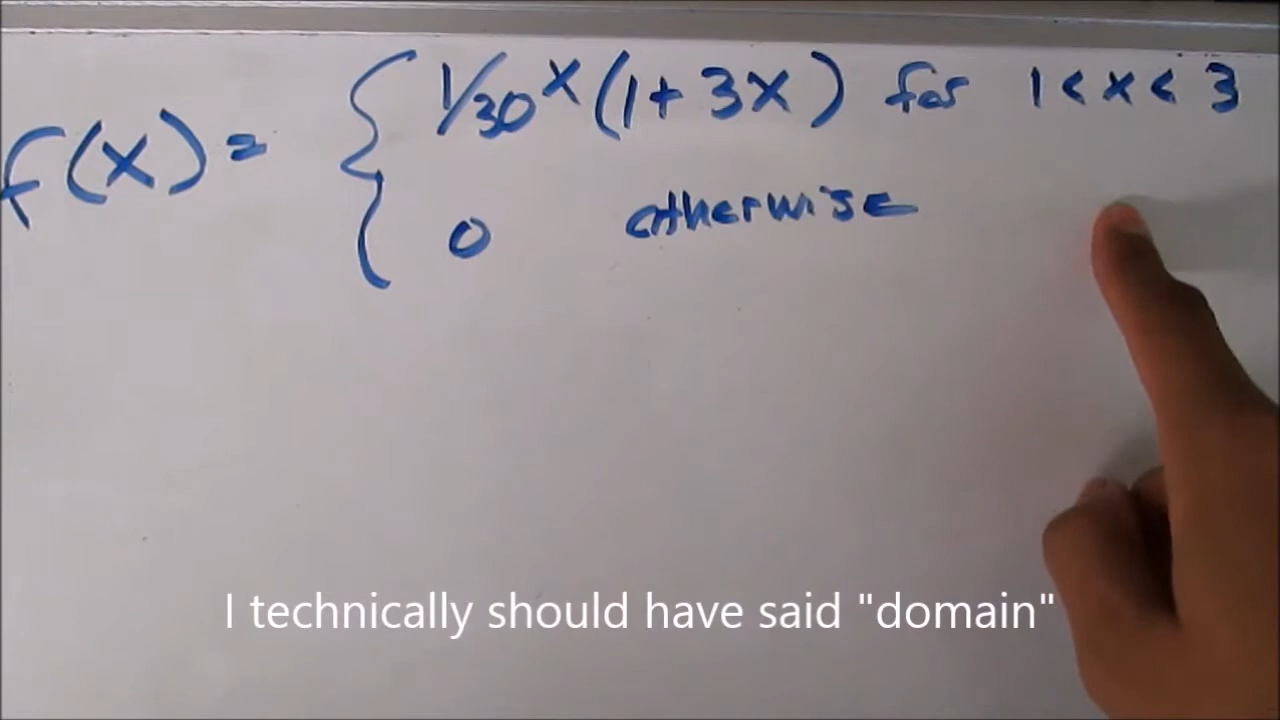 f(x) = { 1/30 x (1 + 3x) for 1 < x < 3
0 otherwise
I technically should have said "domain"